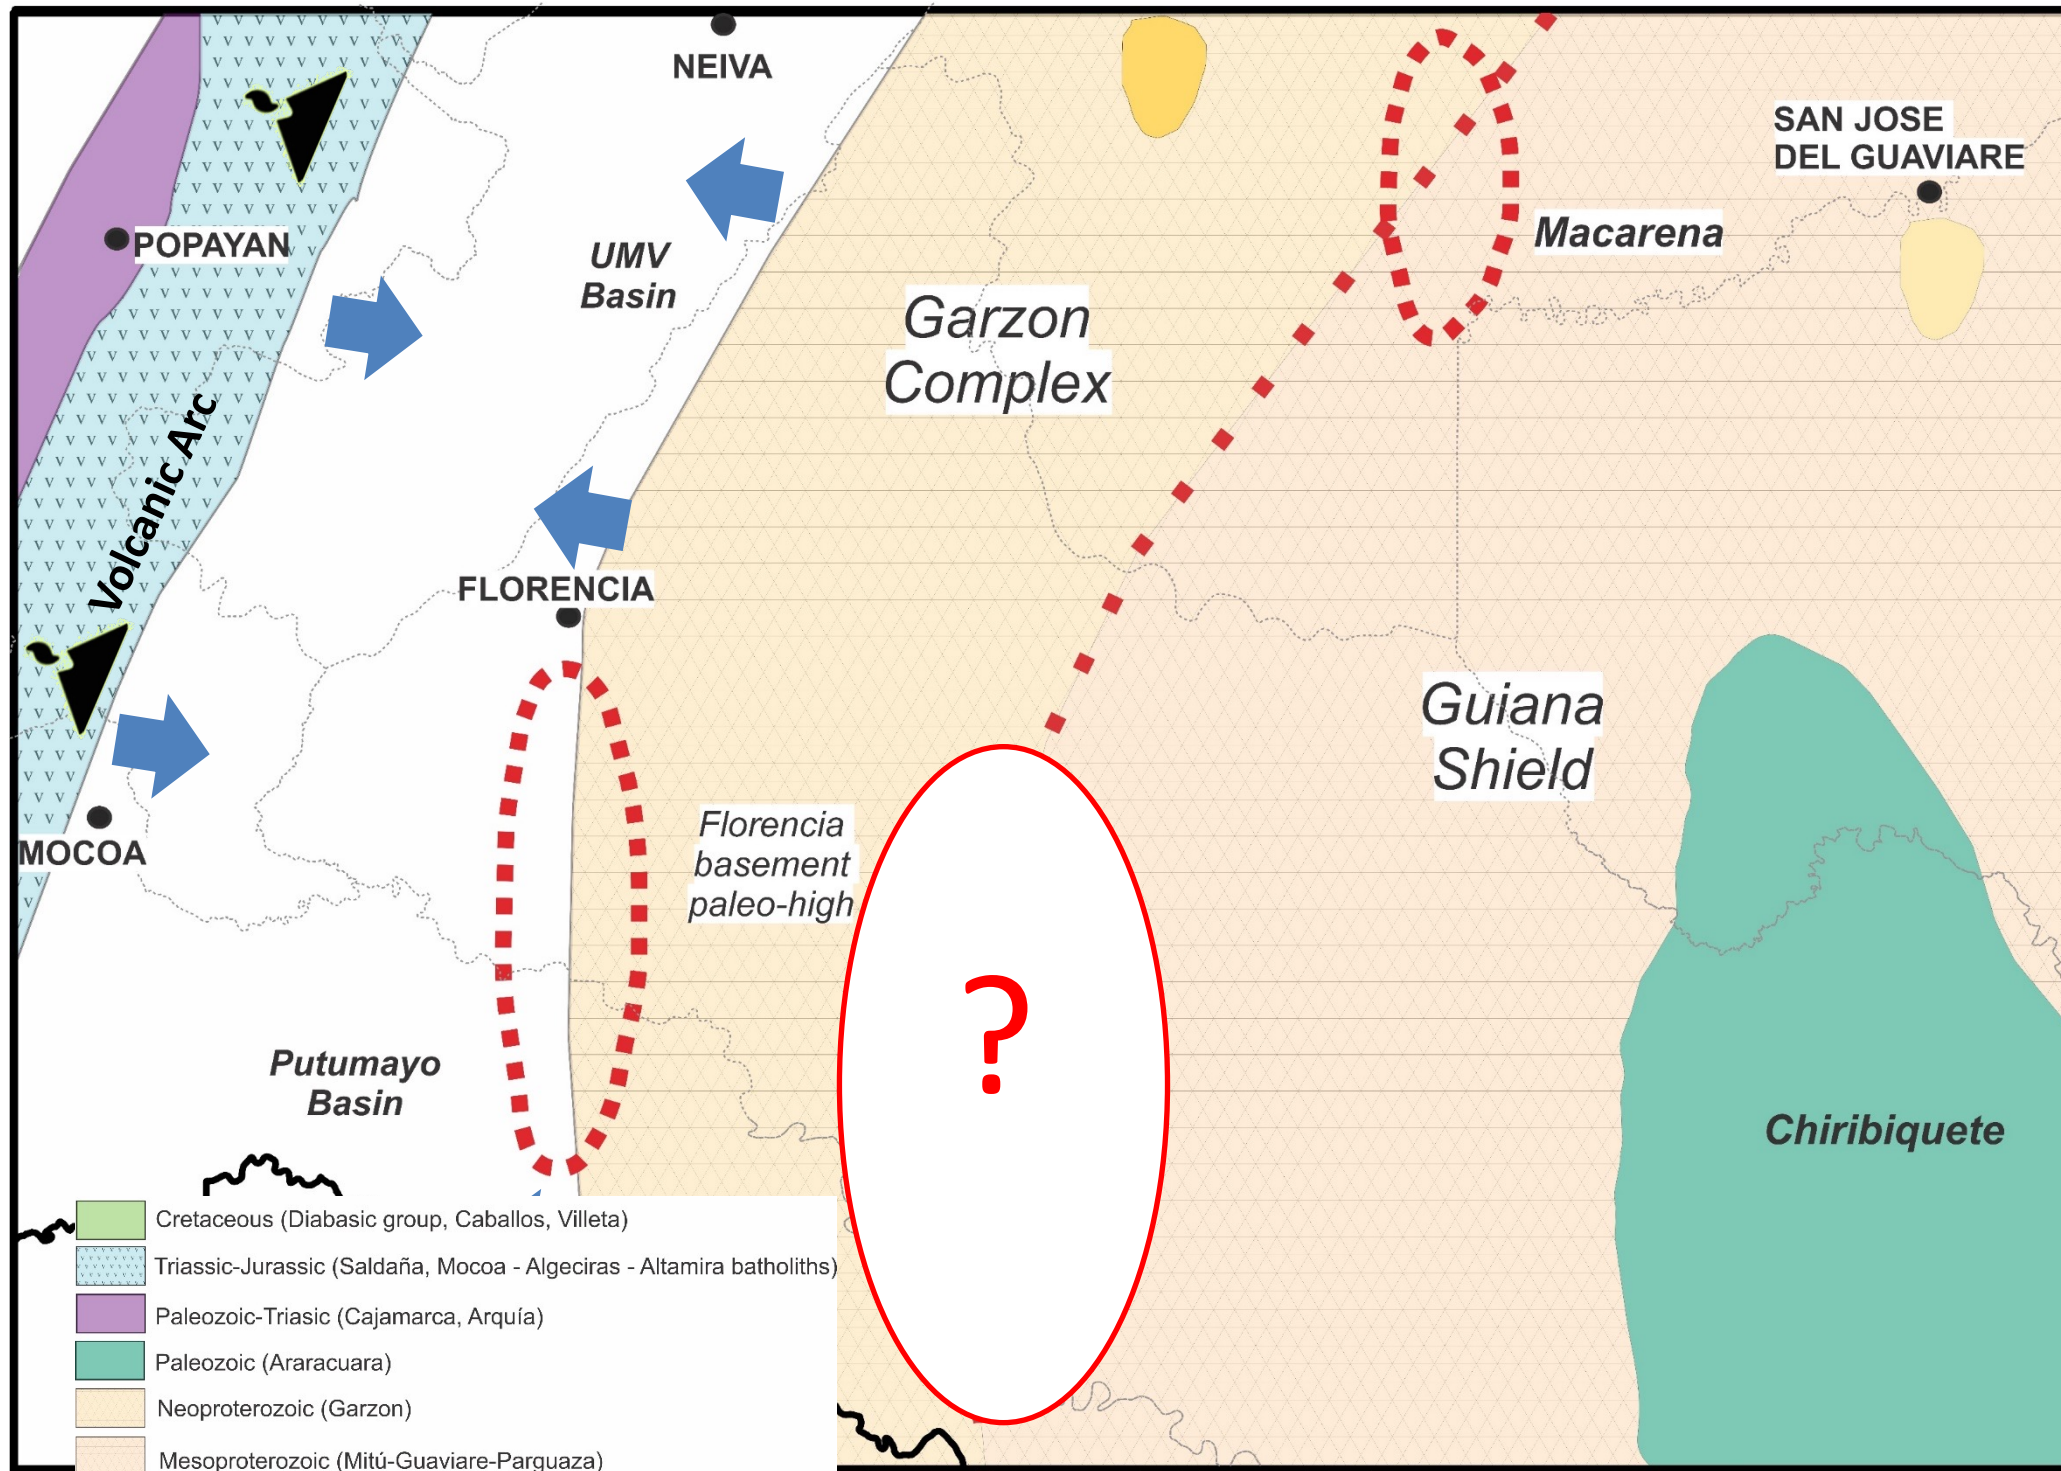 NEIVA
SAN JOSE
DEL GUAVIARE
POPAYAN
Macarena
UMV
Basin
Garzon
Complex
Volcanic Arc
FLORENCIA
Guiana
Shield
MOCOA
Florencia
basement
paleo-high
?
Putumayo
Basin
Chiribiquete
Cretaceous (Diabasic group, Caballos, Villeta)
Triassic-Jurassic (Saldaña, Mocoa - Algeciras - Altamira batholiths)
Paleozoic-Triasic (Cajamarca, Arquía)
Paleozoic (Araracuara)
Neoproterozoic (Garzon)
Mesoproterozoic (Mitú-Guaviare-Parguaza)